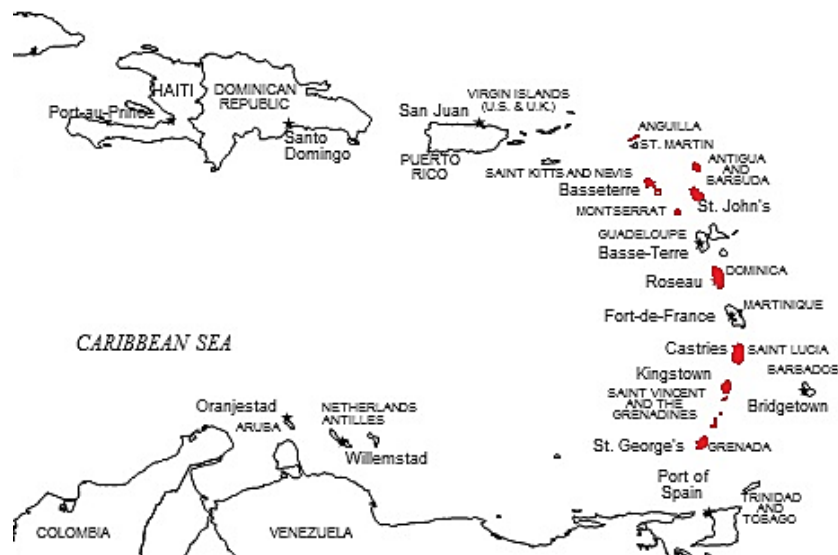 HAITI
DOMINICAN
REPUBLIC
Port-au-Prince
Santo
Domingo
San Juan
VIRGIN ISLANDS
(U.S. & U.K.)
PUERTO
RICO
ANGUILLA
ST. MARTIN
SAINT KITTS AND NEVIS
Basseterre
ANTIGUA
AND
BARBUDA
St. John's
MONTSERRAT
GUADELOUPE
Basse-Terre
Roseau
DOMINICA
MARTINIQUE
Fort-de-France
CARIBBEAN SEA
Castries
SAINT LUCIA
Kingstown
BARBADOS
SAINT VINCENT
AND THE
GRENADINES
Bridgetown
Oranjestad
ARUBA
NETHERLANDS
ANTILLES
Willemstad
St. George's
GRENADA
Port of
Spain
TRINIDAD
AND
TOBAGO
COLOMBIA
VENEZUELA